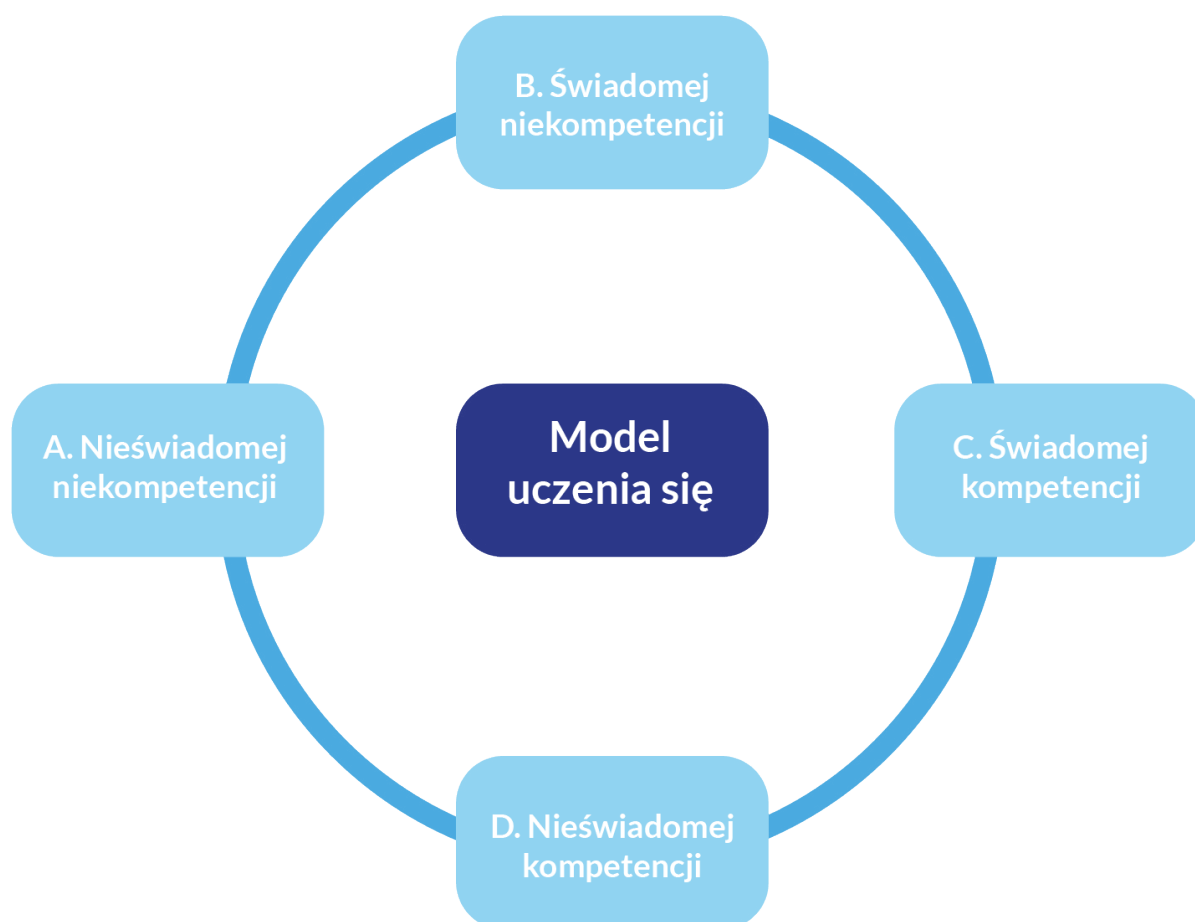 B. Świadomej
niekompetencji
A. Nieświadomej
niekompetencji
Model
uczenia się
C. Świadomej
kompetencji
D. Nieświadomej
kompetencji